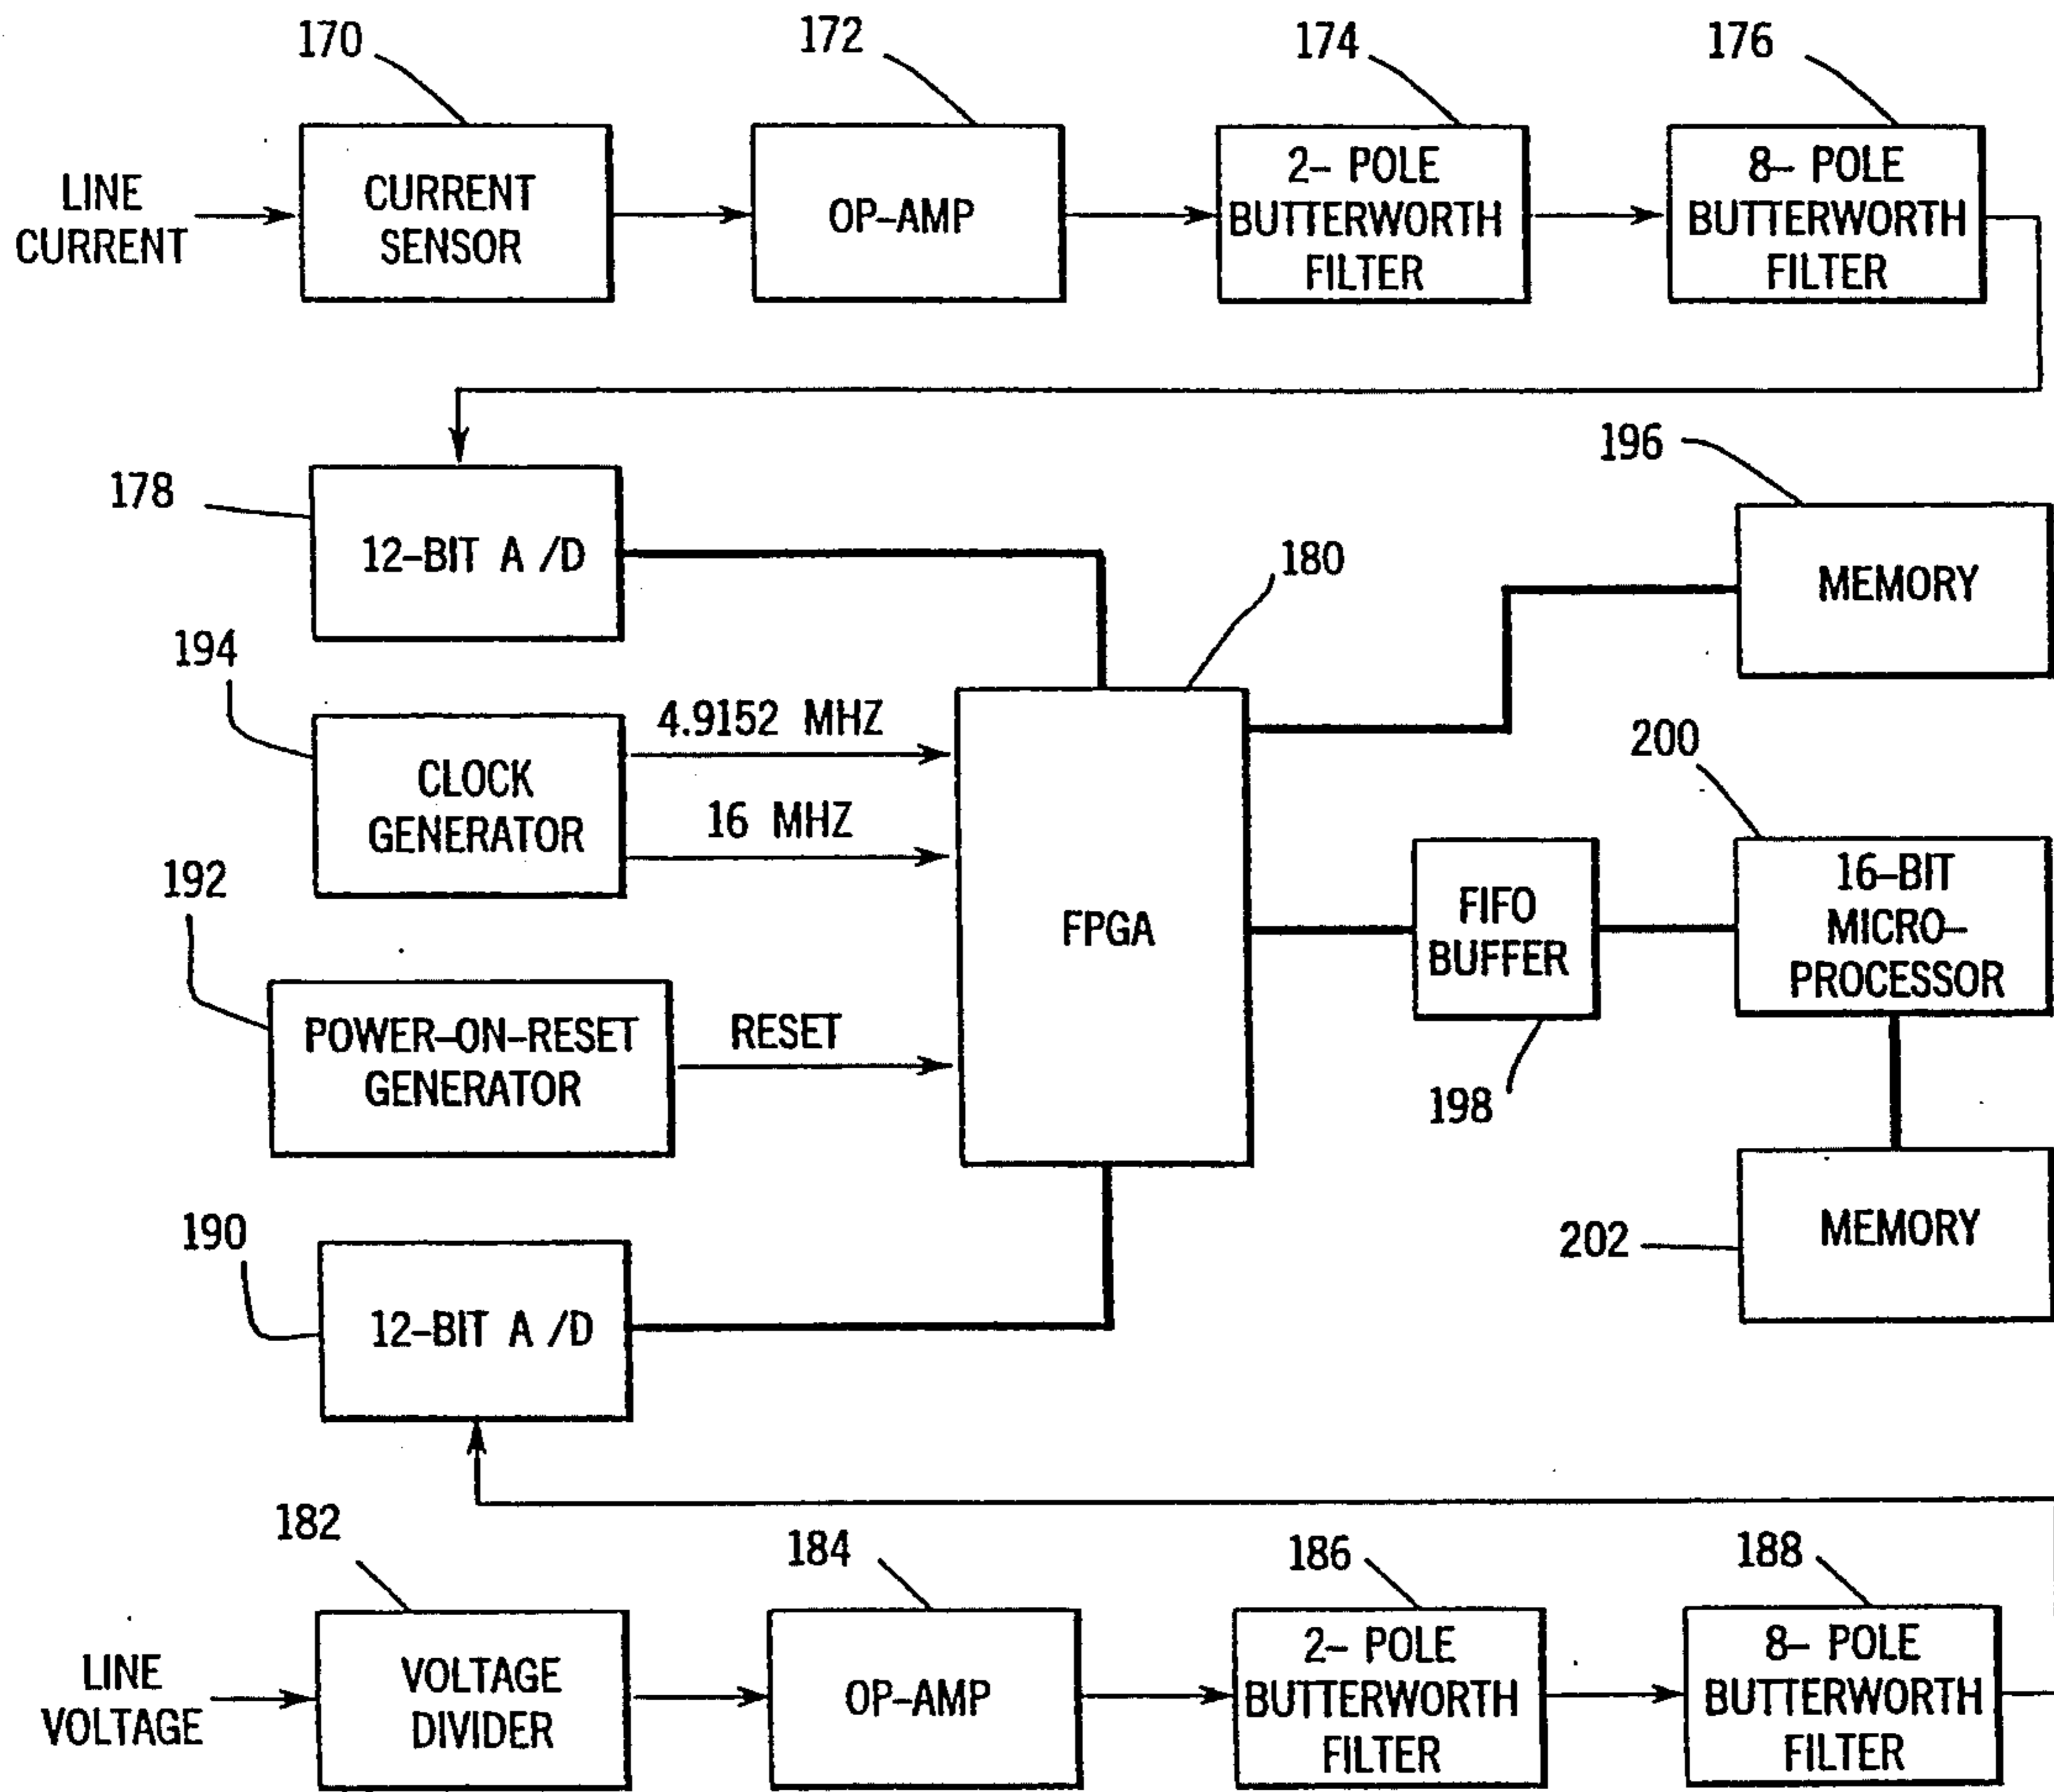 170
172
174
176
LINE
CURRENT
CURRENT
SENSOR
OP-AMP
2- POLE
BUTTERWORTH
FILTER
8- POLE
BUTTERWORTH
FILTER
196
178
12-BIT A /D
180
MEMORY
194
4.9152 MHZ
CLOCK
GENERATOR
16 MHZ
200
192
FPGA
FIFO
BUFFER
16-BIT
MICRO-
PROCESSOR
POWER-ON-RESET
GENERATOR
RESET
198
190
12-BIT A /D
202
MEMORY
182
184
186
188
LINE
VOLTAGE
VOLTAGE
DIVIDER
OP-AMP
2- POLE
BUTTERWORTH
FILTER
8- POLE
BUTTERWORTH
FILTER